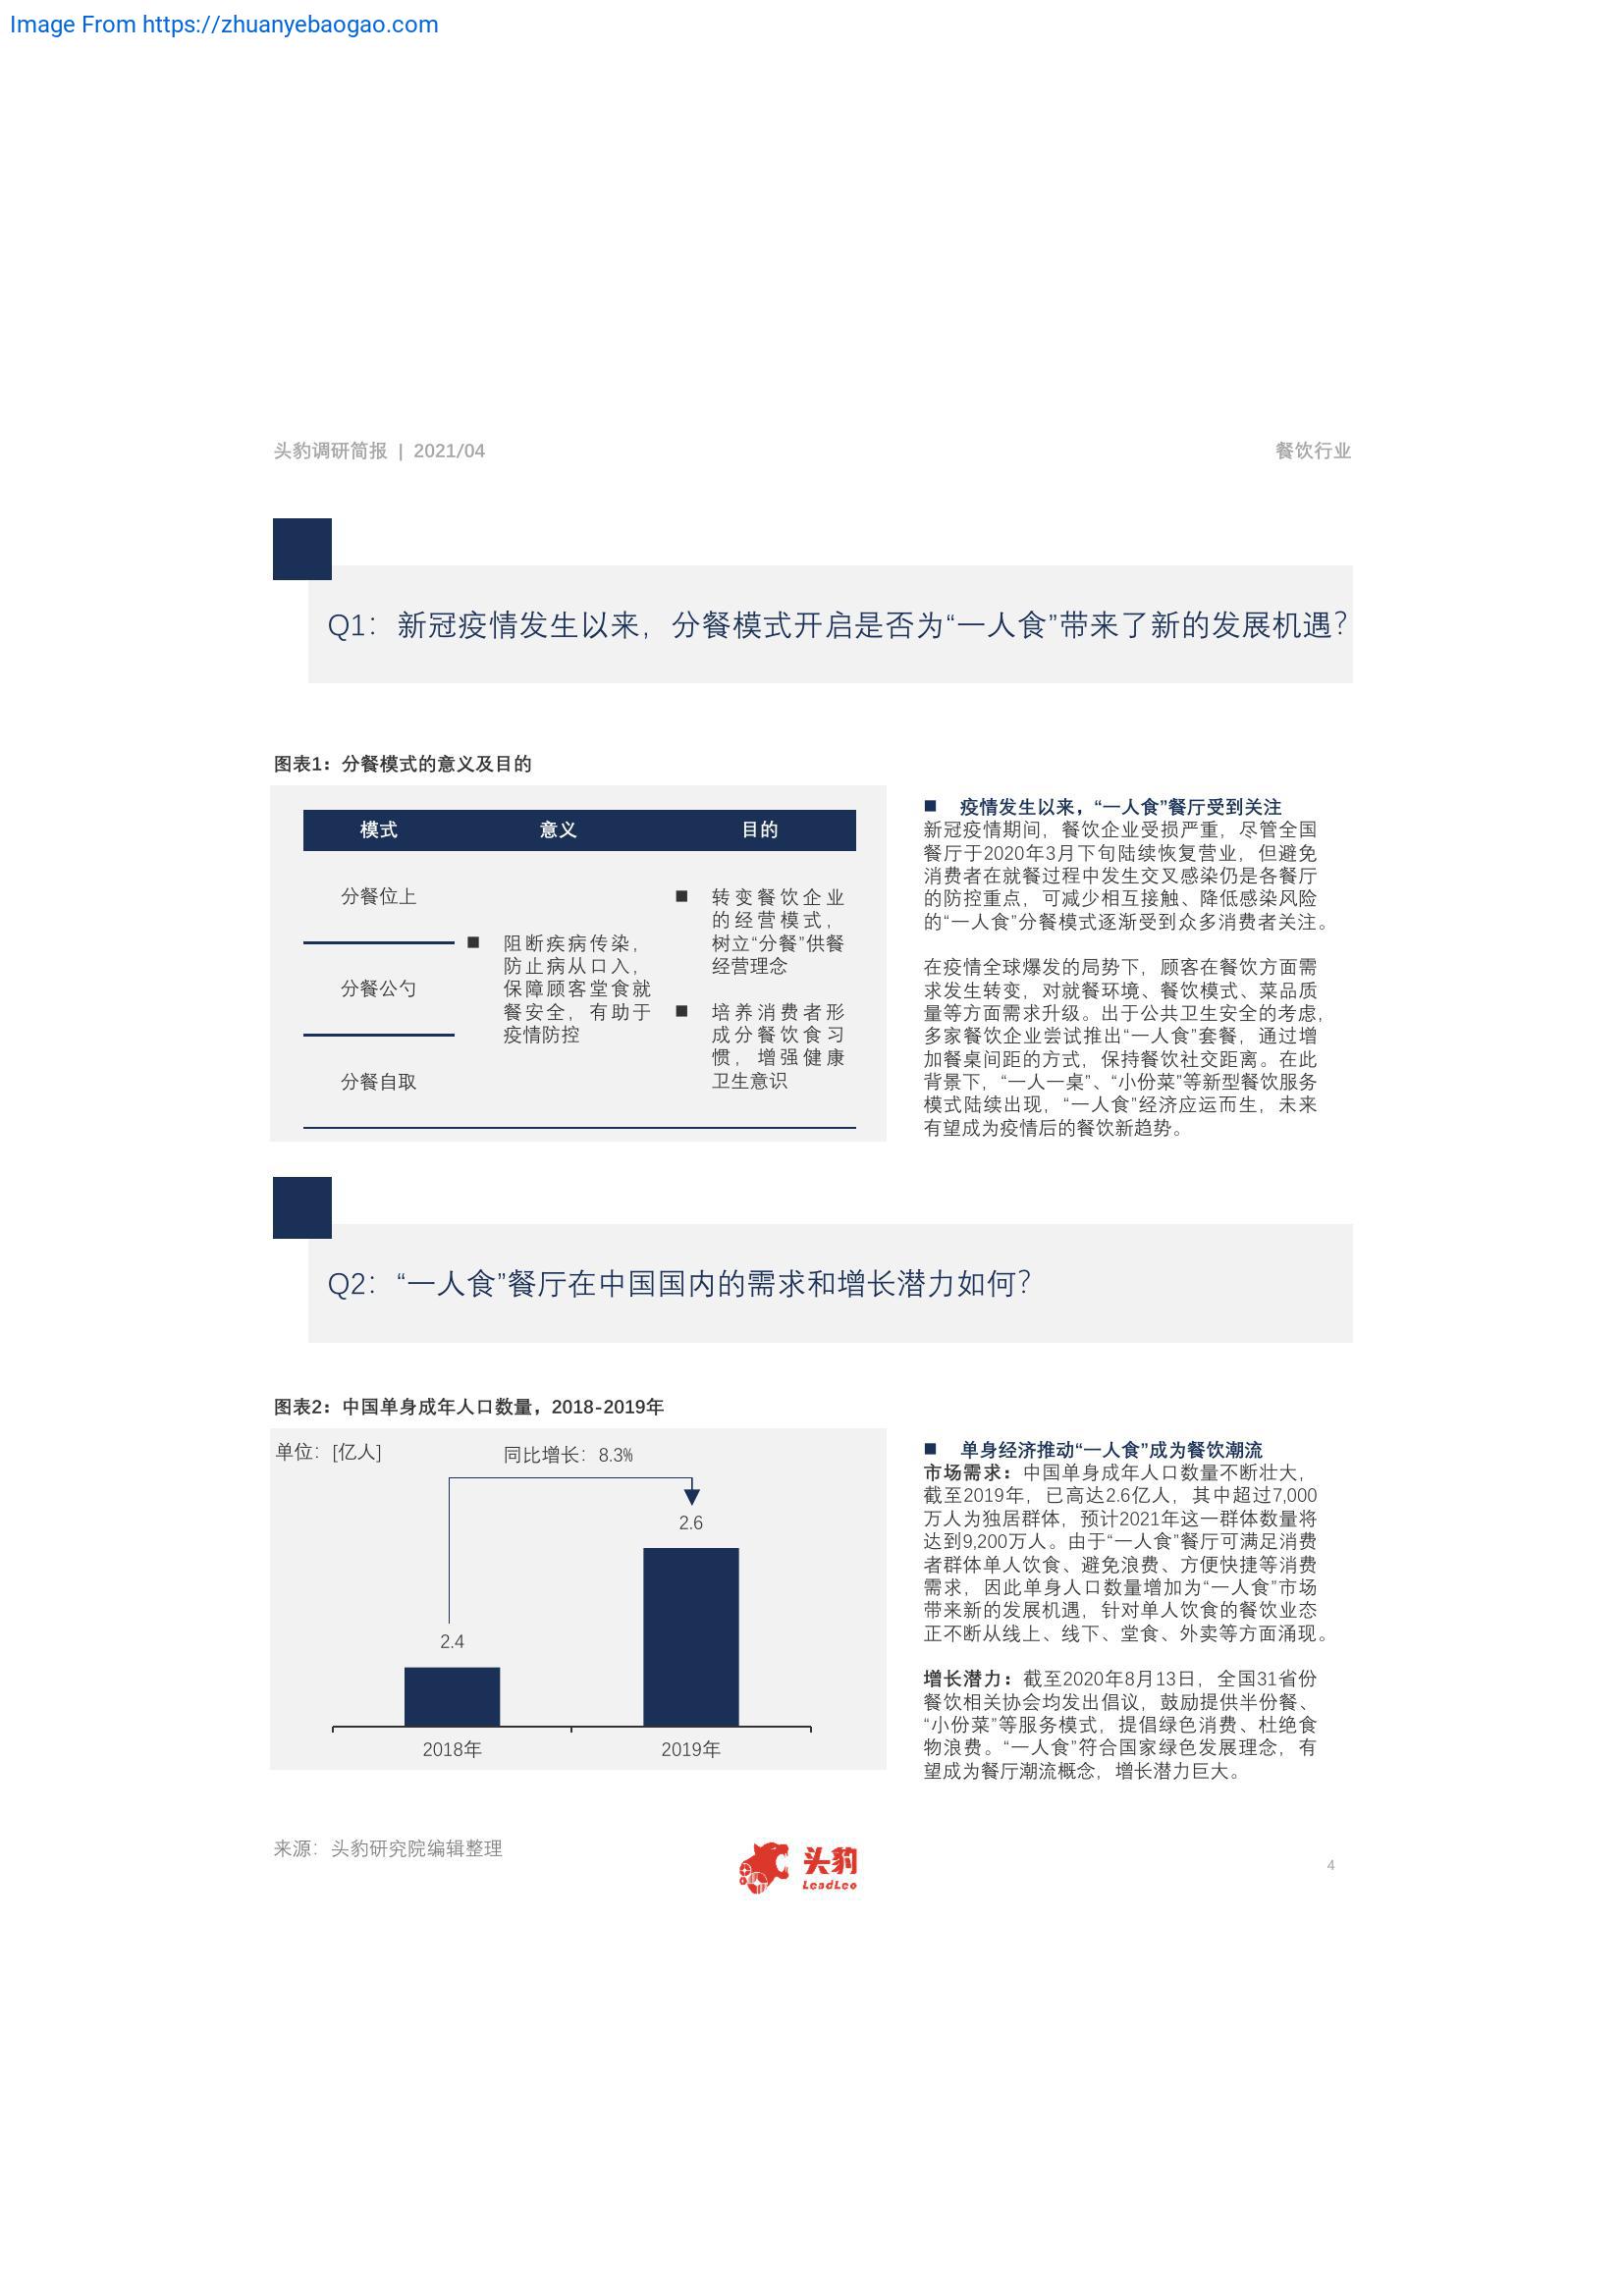 Image From https://zhuanyebaogao.com
头豹调研简报 | 2021/04
餐饮行业
Q1：新冠疫情发生以来，分餐模式开启是否为“一人食”带来了新的发展机遇？
图表1：分餐模式的意义及目的
模式 意义 目的
分餐位上
分餐公勺
分餐自取
■ 阻断疾病传染，
防止病从口入，
保障顾客堂食就
餐安全，有助于
疫情防控
■ 转变餐饮企业
的经营模式，
树立“分餐”供餐
经营理念
■ 培养消费者形
成分餐饮食习
惯，增强健康
卫生意识
■ 疫情发生以来，“一人食”餐厅受到关注
新冠疫情期间，餐饮企业受损严重，尽管全国
餐厅于2020年3月下旬陆续恢复营业，但避免
消费者在就餐过程中发生交叉感染仍是各餐厅
的防控重点，可减少相互接触、降低感染风险
的“一人食”分餐模式逐渐受到众多消费者关注。
在疫情全球爆发的局势下，顾客在餐饮方面需
求发生转变，对就餐环境、餐饮模式、菜品质
量等方面需求升级。出于公共卫生安全的考虑，
多家餐饮企业尝试推出“一人食”套餐，通过增
加餐桌间距的方式，保持餐饮社交距离。在此
背景下，“一人一桌”、“小份菜”等新型餐饮服务
模式陆续出现，“一人食”经济应运而生，未来
有望成为疫情后的餐饮新趋势。
Q2：“一人食”餐厅在中国国内的需求和增长潜力如何？
图表2：中国单身成年人口数量，2018-2019年
单位：[亿人]
同比增长：8.3%
2.6
2.4
2018年 2019年
■ 单身经济推动“一人食”成为餐饮潮流
市场需求：中国单身成年人口数量不断壮大，
截至2019年，已高达2.6亿人，其中超过7,000
万人为独居群体，预计2021年这一群体数量将
达到9,200万人。由于“一人食”餐厅可满足消费
者群体单人饮食、避免浪费、方便快捷等消费
需求，因此单身人口数量增加为“一人食”市场
带来新的发展机遇，针对单人饮食的餐饮业态
正不断从线上、线下、堂食、外卖等方面涌现。
增长潜力：截至2020年8月13日，全国31省份
餐饮相关协会均发出倡议，鼓励提供半份餐、
“小份菜”等服务模式，提倡绿色消费、杜绝食
物浪费。“一人食”符合国家绿色发展理念，有
望成为餐厅潮流概念，增长潜力巨大。
来源：头豹研究院编辑整理
头豹
LeadLeo
4